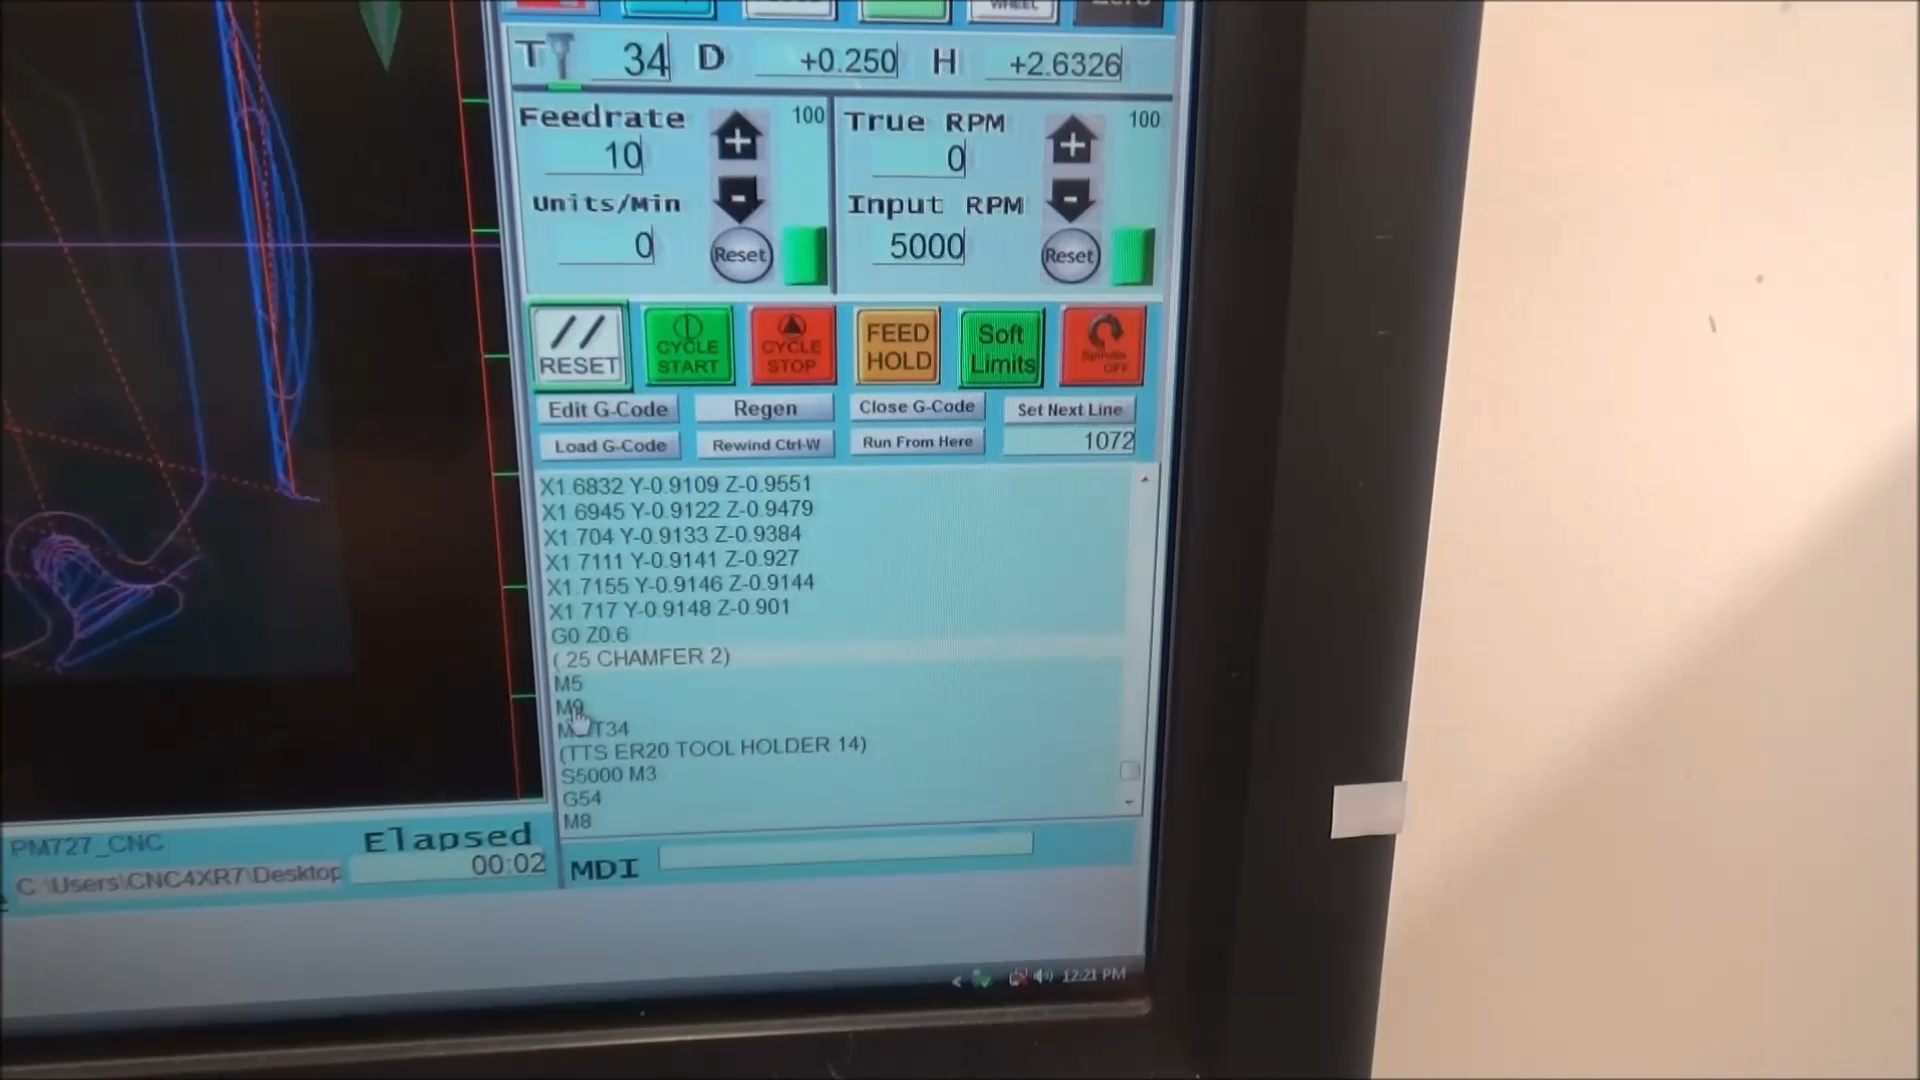 WHEEL
T 34 D +0.250 H +2.6326
Feedrate
100
10
Units/Min
0
Reset
True RPM
100
0
Input RPM
5000
Reset
// RESET
CYCLE START
CYCLE STOP
FEED HOLD
Soft Limits
Spindle OFF
Edit G-Code
Regen
Close G-Code
Set Next Line
Load G-Code
Rewind Ctrl-W
Run From Here
1072
X1.6832 Y-0.9109 Z-0.9551
X1.6945 Y-0.9122 Z-0.9479
X1.704 Y-0.9133 Z-0.9384
X1.7111 Y-0.9141 Z-0.927
X1.7155 Y-0.9146 Z-0.9144
X1.717 Y-0.9148 Z-0.901
G0 Z0.6
(.25 CHAMFER 2)
M5
M9
T34
(TTS ER20 TOOL HOLDER 14)
S5000 M3
G54
M8
PM727_CNC
Elapsed
00:02
C:\Users\CNC4XR7\Desktop
MDI
12:21 PM